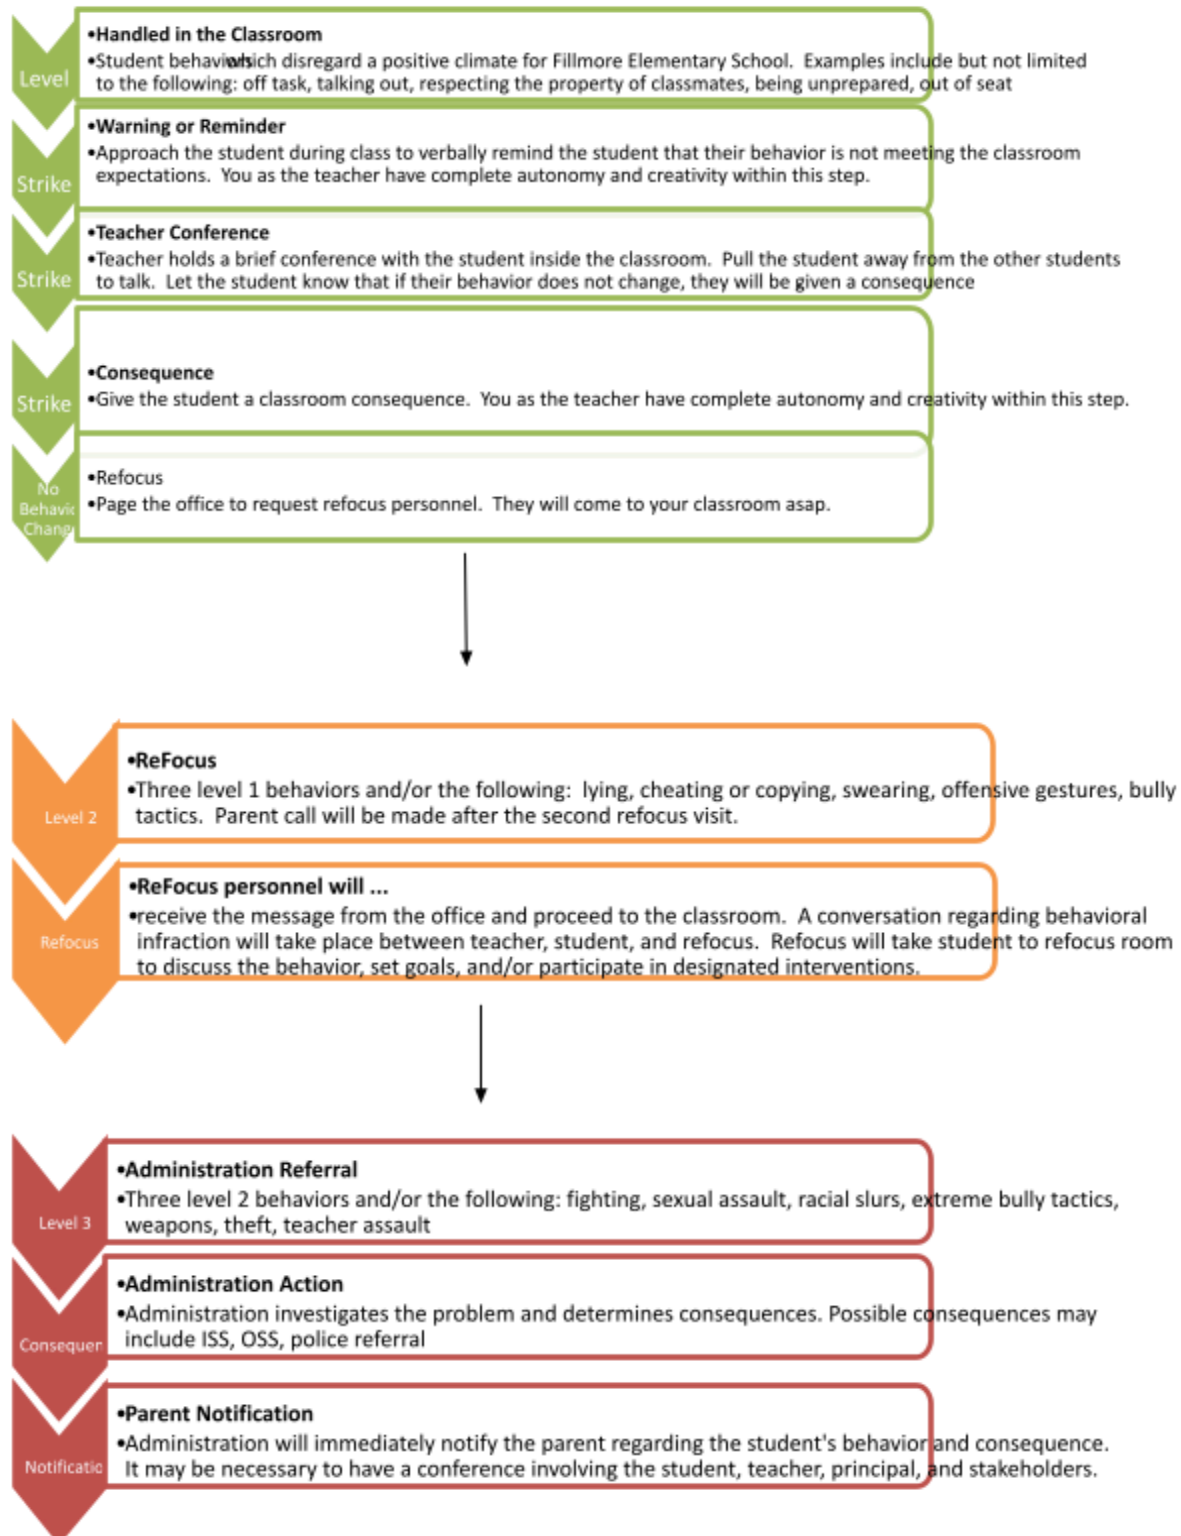 •Handled in the Classroom
Level
•Student behaviors which disregard a positive climate for Fillmore Elementary School. Examples include but not limited
to the following: off task, talking out, respecting the property of classmates, being unprepared, out of seat
•Warning or Reminder
Strike
•Approach the student during class to verbally remind the student that their behavior is not meeting the classroom
expectations. You as the teacher have complete autonomy and creativity within this step.
•Teacher Conference
Strike
•Teacher holds a brief conference with the student inside the classroom. Pull the student away from the other students
to talk. Let the student know that if their behavior does not change, they will be given a consequence
•Consequence
Strike
•Give the student a classroom consequence. You as the teacher have complete autonomy and creativity within this step.
No
Behavic
Chang
•Refocus
•Page the office to request refocus personnel. They will come to your classroom asap.
Level 2
•ReFocus
•Three level 1 behaviors and/or the following: lying, cheating or copying, swearing, offensive gestures, bully
tactics. Parent call will be made after the second refocus visit.
Refocus
•ReFocus personnel will ...
•receive the message from the office and proceed to the classroom. A conversation regarding behavioral
infraction will take place between teacher, student, and refocus. Refocus will take student to refocus room
to discuss the behavior, set goals, and/or participate in designated interventions.
Level 3
•Administration Referral
•Three level 2 behaviors and/or the following: fighting, sexual assault, racial slurs, extreme bully tactics,
weapons, theft, teacher assault
Consequen
•Administration Action
•Administration investigates the problem and determines consequences. Possible consequences may
include ISS, OSS, police referral
Notificatio
•Parent Notification
•Administration will immediately notify the parent regarding the student's behavior and consequence.
It may be necessary to have a conference involving the student, teacher, principal, and stakeholders.